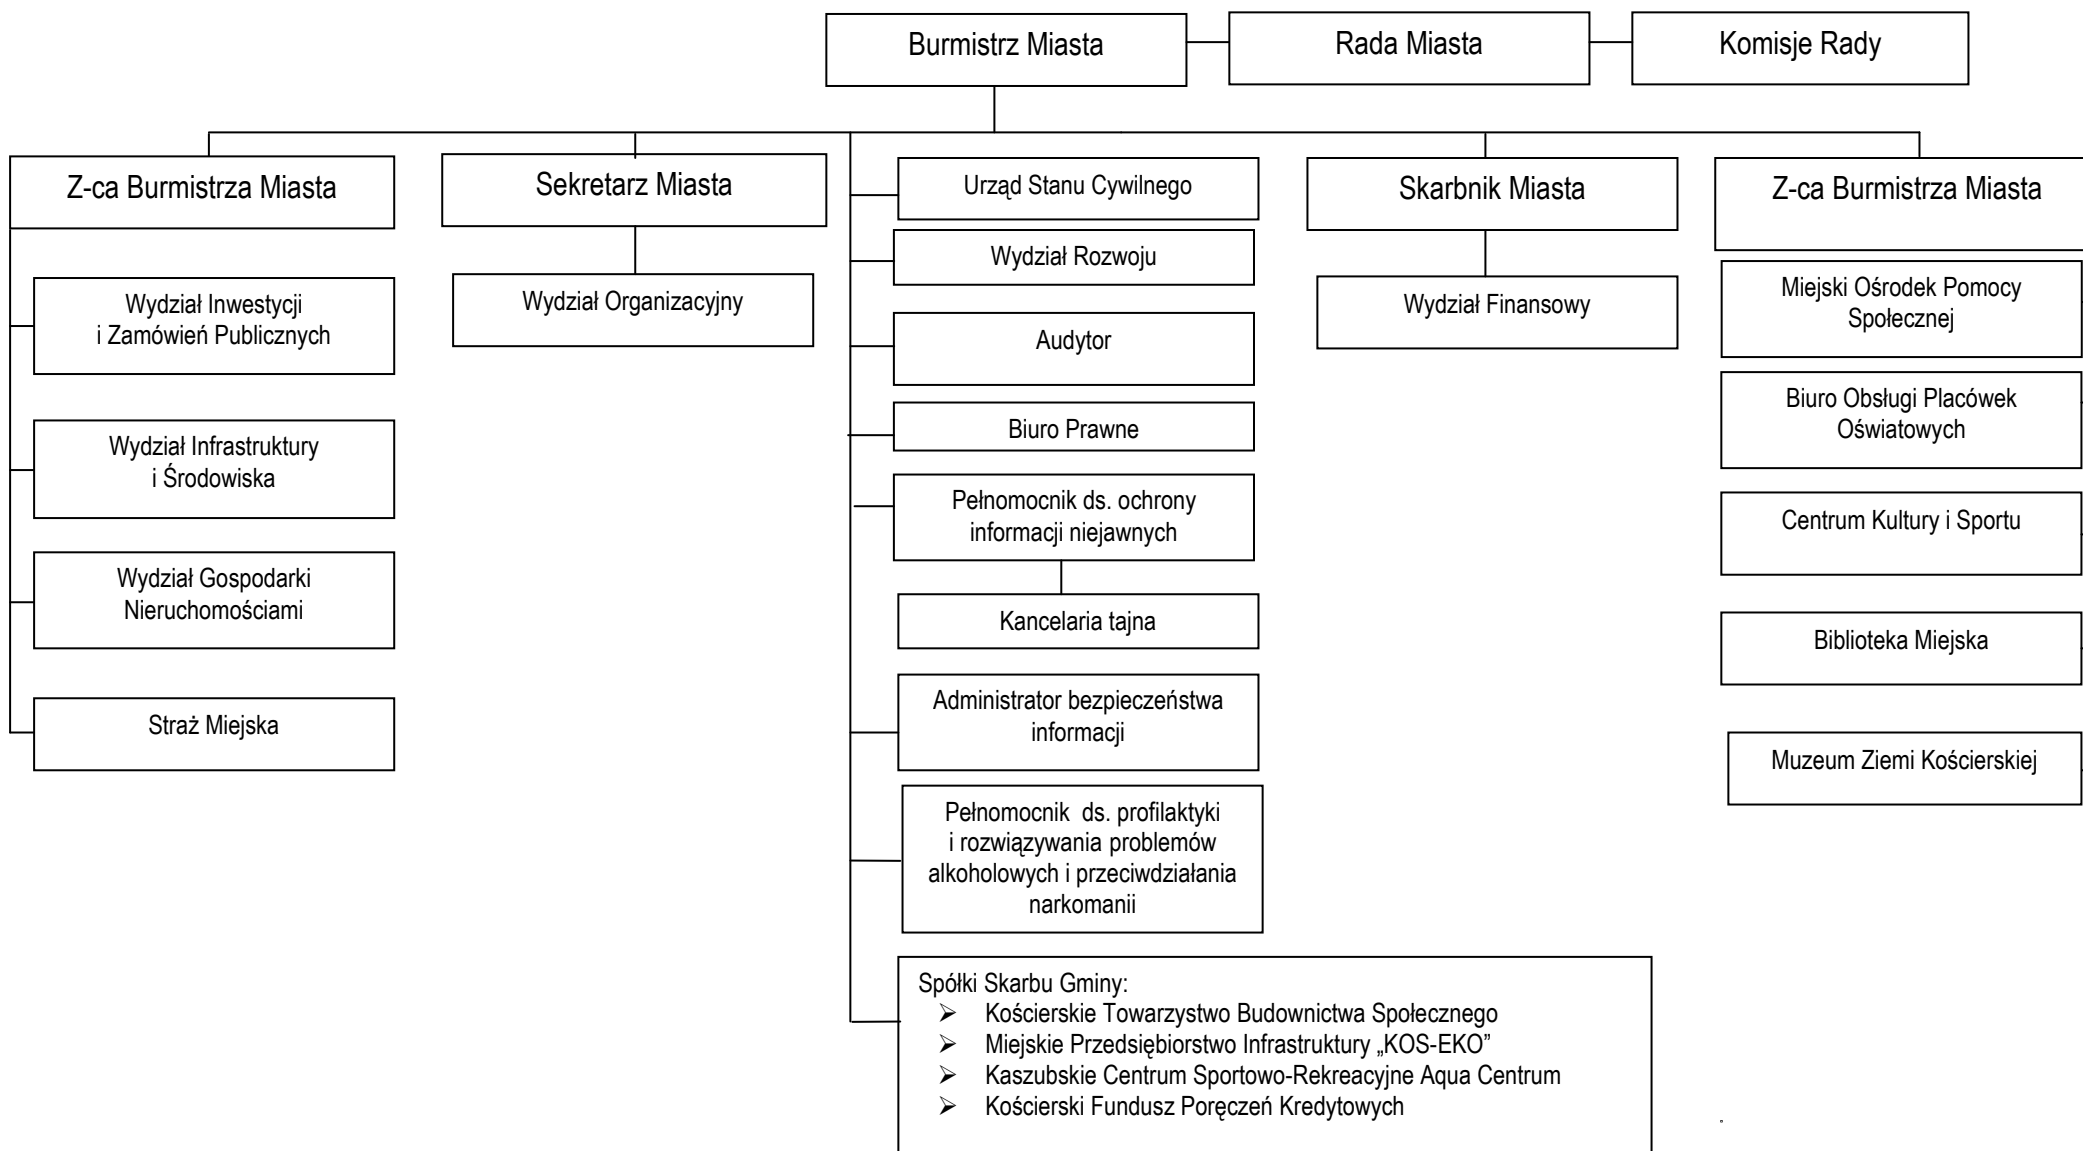 Burmistrz Miasta
Rada Miasta
Komisje Rady
Z-ca Burmistrza Miasta
Wydział Inwestycji
i Zamówień Publicznych
Wydział Infrastruktury
i Środowiska
Wydział Gospodarki
Nieruchomościami
Straż Miejska
Sekretarz Miasta
Wydział Organizacyjny
Urząd Stanu Cywilnego
Wydział Rozwoju
Audytor
Biuro Prawne
Pełnomocnik ds. ochrony
informacji niejawnych
Kancelaria tajna
Administrator bezpieczeństwa
informacji
Pełnomocnik  ds. profilaktyki
i rozwiązywania problemów
alkoholowych i przeciwdziałania
narkomanii
Spółki Skarbu Gminy:
➢ Kościerskie Towarzystwo Budownictwa Społecznego
➢ Miejskie Przedsiębiorstwo Infrastruktury „KOS-EKO”
➢ Kaszubskie Centrum Sportowo-Rekreacyjne Aqua Centrum
➢ Kościerski Fundusz Poręczeń Kredytowych
Skarbnik Miasta
Wydział Finansowy
Z-ca Burmistrza Miasta
Miejski Ośrodek Pomocy
Społecznej
Biuro Obsługi Placówek
Oświatowych
Centrum Kultury i Sportu
Biblioteka Miejska
Muzeum Ziemi Kościerskiej